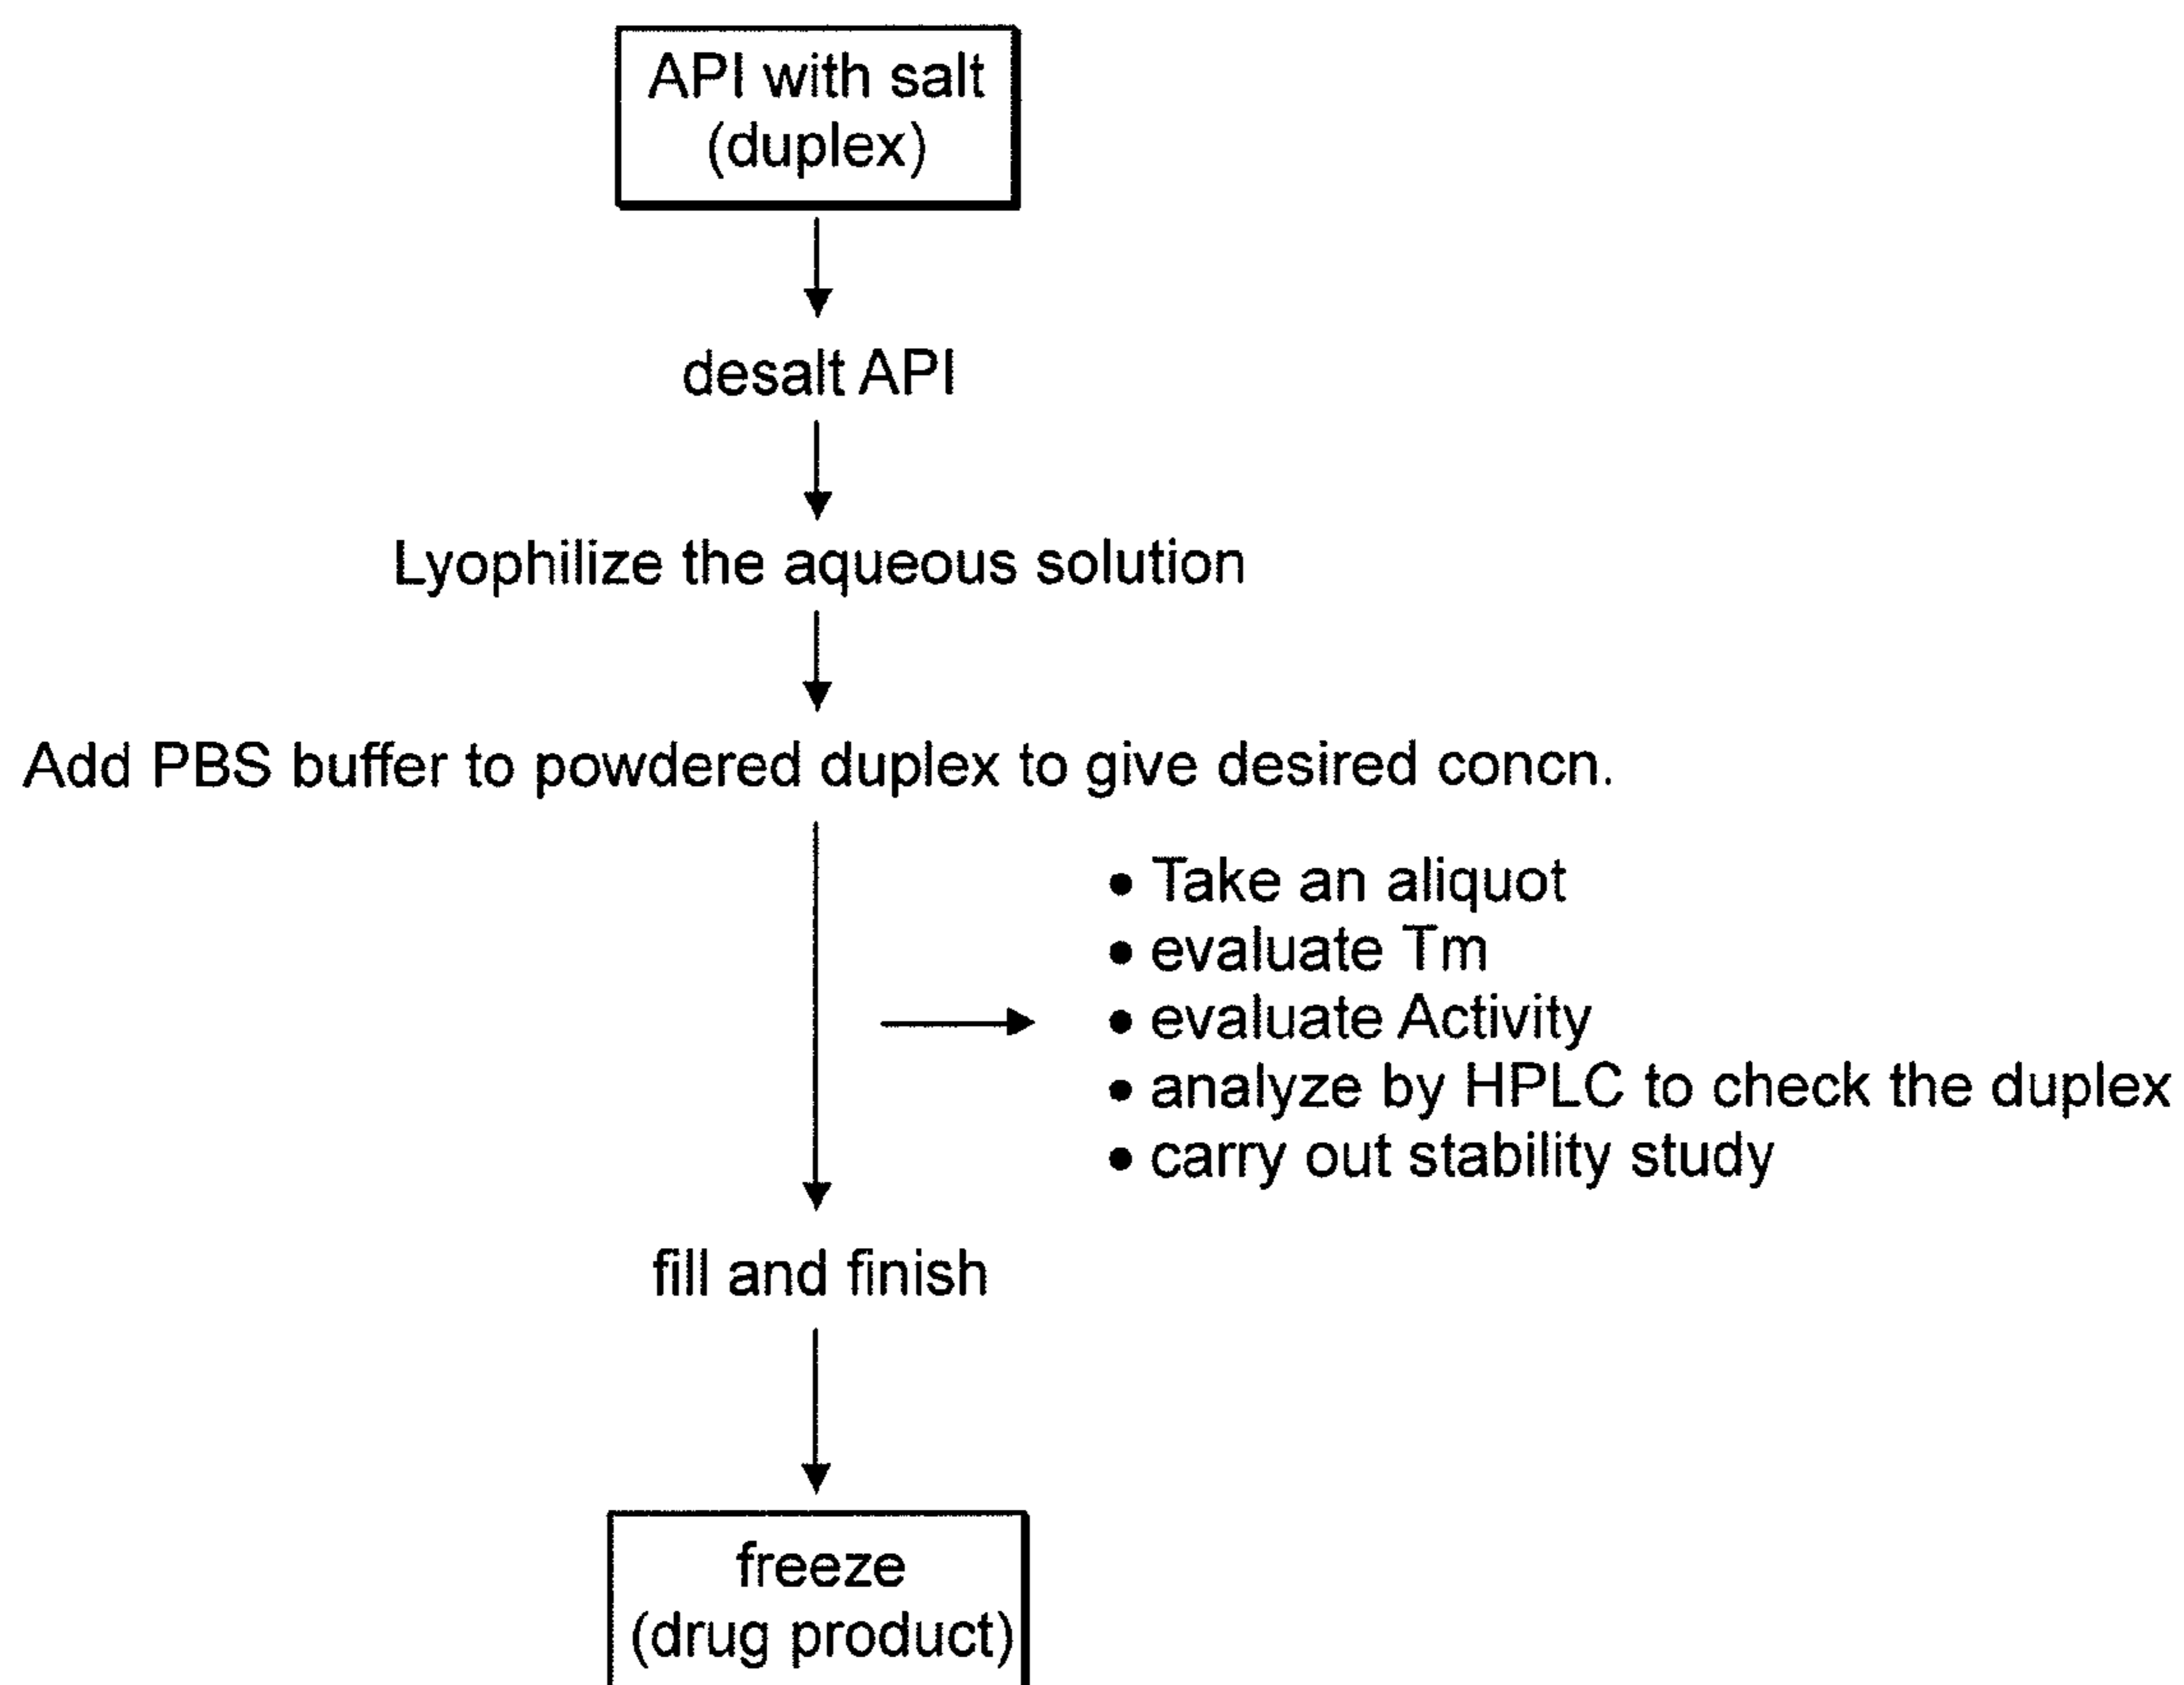 API with salt
(duplex)
desalt API
Lyophilize the aqueous solution
Add PBS buffer to powdered duplex to give desired concn.
• Take an aliquot
• evaluate Tm
• evaluate Activity
• analyze by HPLC to check the duplex
• carry out stability study
fill and finish
freeze
(drug product)